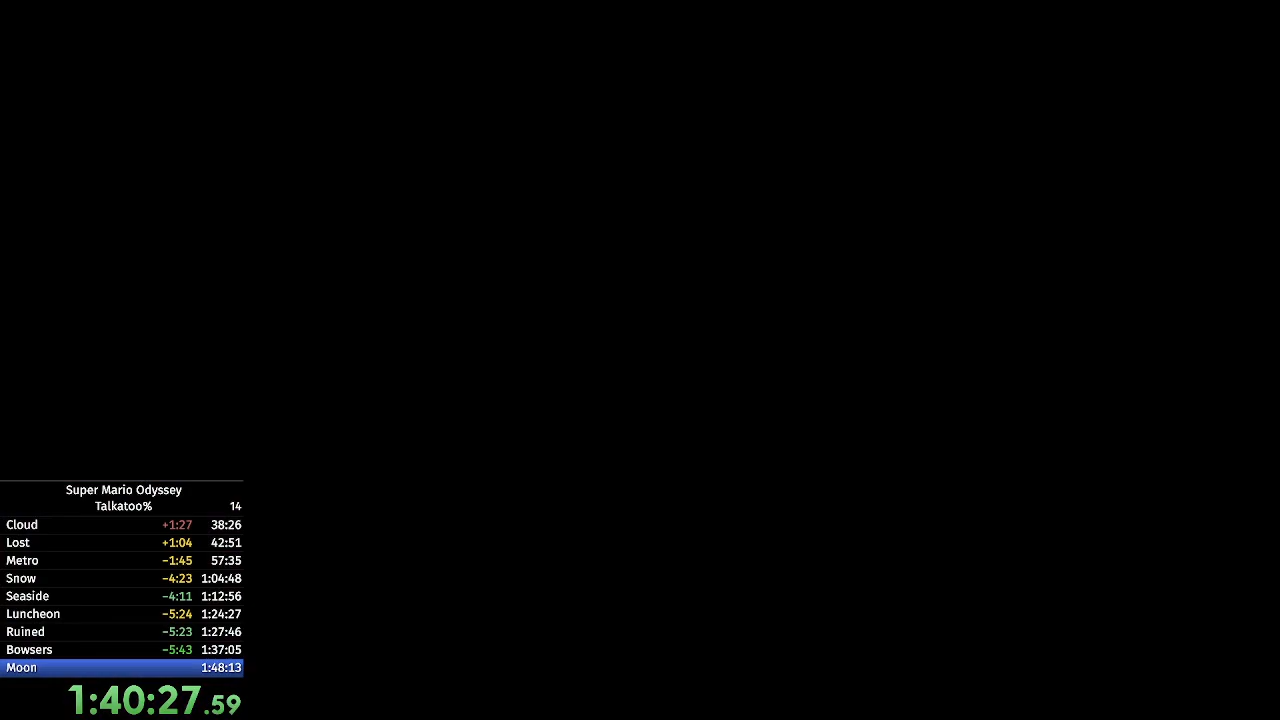 Super Mario Odyssey
Talkatoo% 14
Cloud +1:27 38:26
Lost +1:04 42:51
Metro −1:45 57:35
Snow −4:23 1:04:48
Seaside −4:11 1:12:56
Luncheon −5:24 1:24:27
Ruined −5:23 1:27:46
Bowsers −5:43 1:37:05
Moon 1:48:13
1:40:27.59